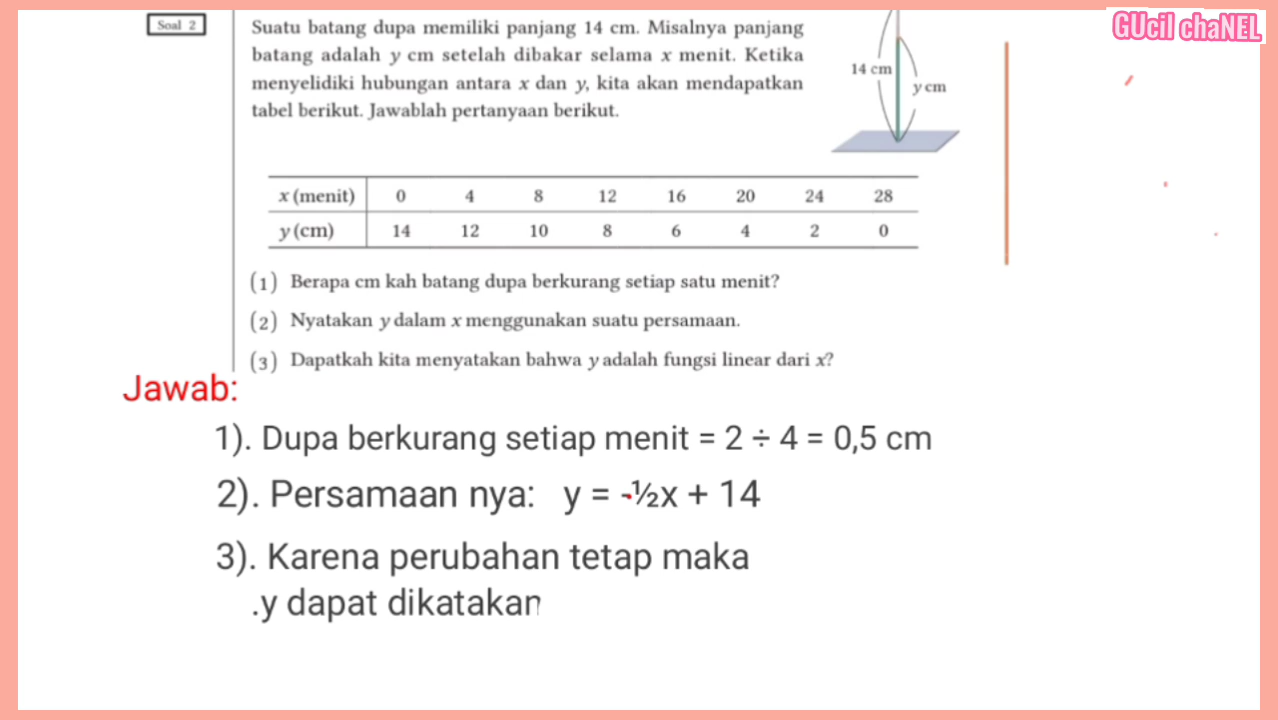 GUcil chaNEL
Soal 2
Suatu batang dupa memiliki panjang 14 cm. Misalnya panjang
batang adalah y cm setelah dibakar selama x menit. Ketika
menyelidiki hubungan antara x dan y, kita akan mendapatkan
tabel berikut. Jawablah pertanyaan berikut.
14 cm
y cm
x (menit) 0 4 8 12 16 20 24 28
y (cm) 14 12 10 8 6 4 2 0
(1) Berapa cm kah batang dupa berkurang setiap satu menit?
(2) Nyatakan y dalam x menggunakan suatu persamaan.
(3) Dapatkah kita menyatakan bahwa y adalah fungsi linear dari x?
Jawab:
1). Dupa berkurang setiap menit = 2 ÷ 4 = 0,5 cm
2). Persamaan nya: y = -½x + 14
3). Karena perubahan tetap maka
.y dapat dikatakan